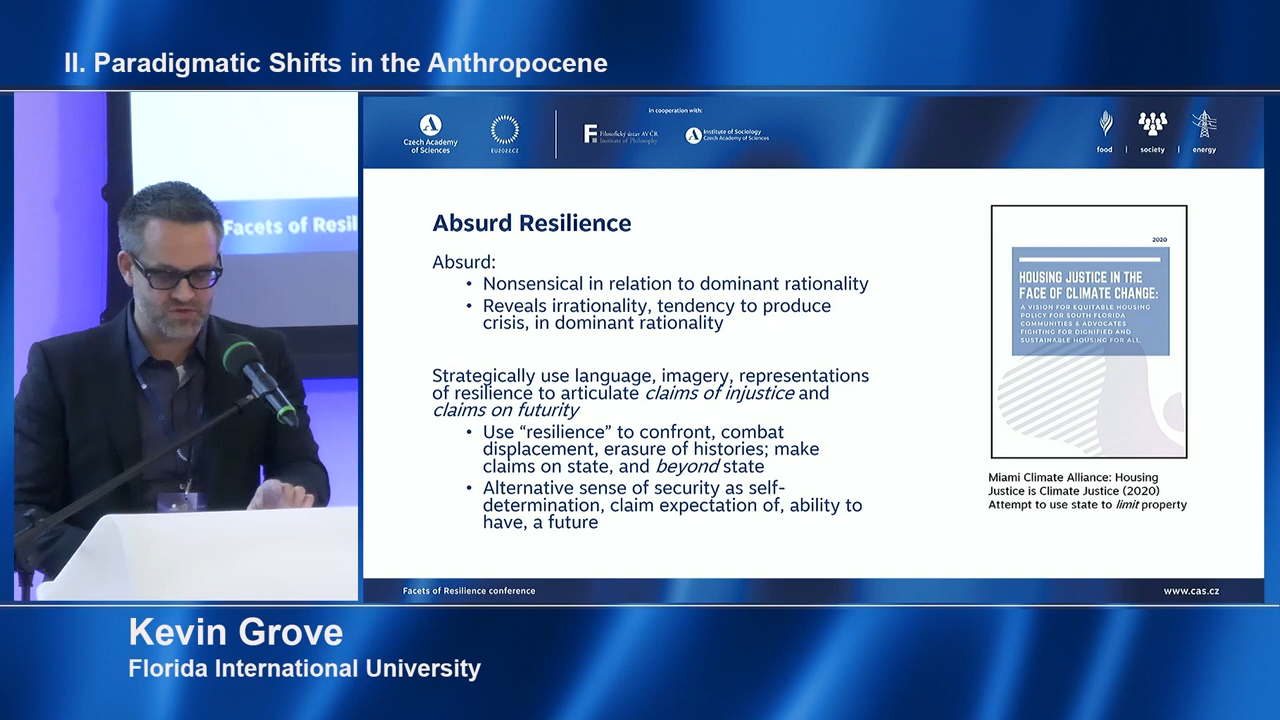 II. Paradigmatic Shifts in the Anthropocene
Facets of Resil
Czech Academy
of Sciences
EU2022.CZ
In cooperation with:
Filosofický ústav AV ČR
Institute of Philosophy
Institute of Sociology
Czech Academy of Sciences
food | society | energy
Absurd Resilience
Absurd:
• Nonsensical in relation to dominant rationality
• Reveals irrationality, tendency to produce
crisis, in dominant rationality
Strategically use language, imagery, representations
of resilience to articulate claims of injustice and
claims on futurity
• Use “resilience” to confront, combat
displacement, erasure of histories; make
claims on state, and beyond state
• Alternative sense of security as self-
determination, claim expectation of, ability to
have, a future
2020
HOUSING JUSTICE IN THE
FACE OF CLIMATE CHANGE:
A VISION FOR EQUITABLE HOUSING
POLICY FOR SOUTH FLORIDA
COMMUNITIES & ADVOCATES
FIGHTING FOR DIGNIFIED AND
SUSTAINABLE HOUSING FOR ALL.
Miami Climate Alliance: Housing
Justice is Climate Justice (2020)
Attempt to use state to limit property
Facets of Resilience conference
www.cas.cz
Kevin Grove
Florida International University